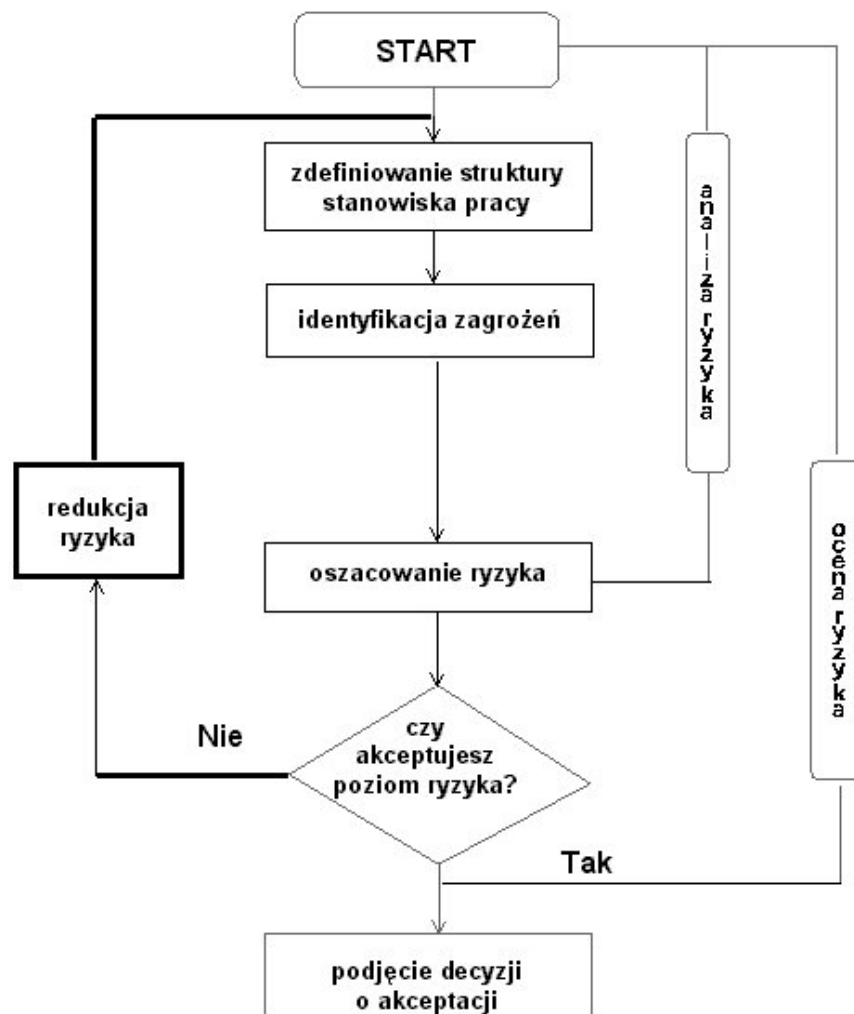 START
zdefiniowanie struktury
stanowiska pracy
identyfikacja zagrożeń
analiza ryzyka
redukcja
ryzyka
oszacowanie ryzyka
ocena ryzyka
Nie
czy
akceptujesz
poziom ryzyka?
Tak
podjęcie decyzji
o akceptacji